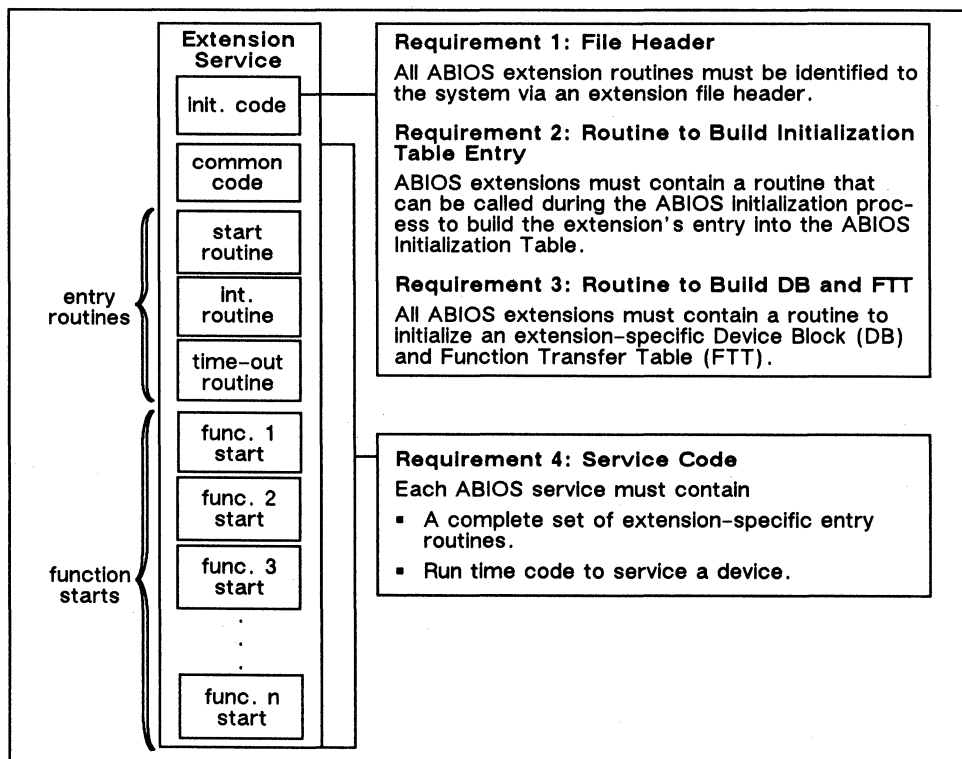 Extension
Service
init. code
common
code
start
routine
int.
routine
time-out
routine
func. 1
start
func. 2
start
func. 3
start
.
.
.
func. n
start
entry
routines
function
starts
Requirement 1: File Header
All ABIOS extension routines must be identified to
the system via an extension file header.
Requirement 2: Routine to Build Initialization
Table Entry
ABIOS extensions must contain a routine that
can be called during the ABIOS initialization proc-
ess to build the extension's entry into the ABIOS
Initialization Table.
Requirement 3: Routine to Build DB and FTT
All ABIOS extensions must contain a routine to
initialize an extension-specific Device Block (DB)
and Function Transfer Table (FTT).
Requirement 4: Service Code
Each ABIOS service must contain
▪ A complete set of extension-specific entry
routines.
▪ Run time code to service a device.